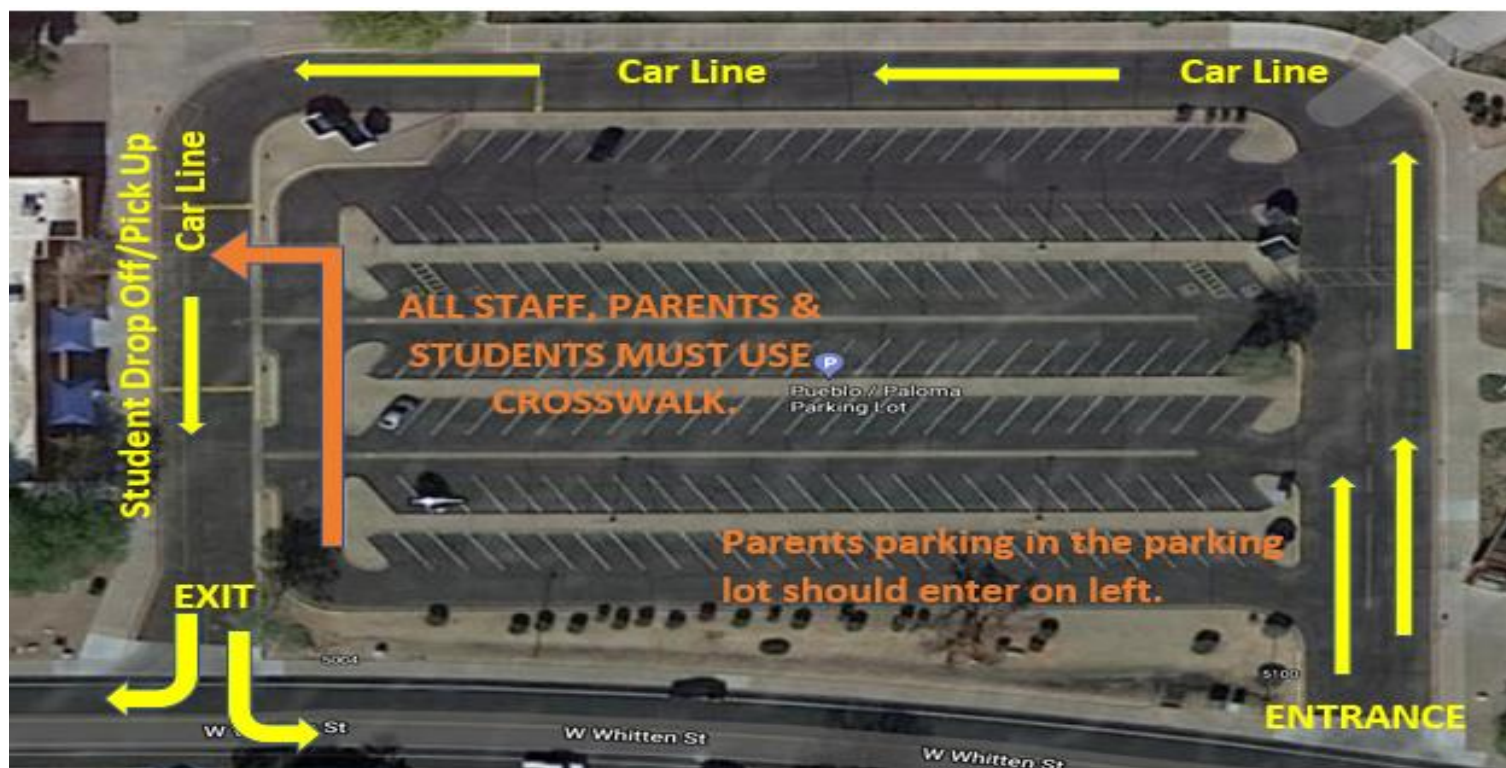 Car Line
Car Line
Student Drop Off/Pick Up
Car Line
ALL STAFF, PARENTS &
STUDENTS MUST USE
CROSSWALK.
P
Pueblo / Paloma
Parking Lot
Parents parking in the parking
lot should enter on left.
EXIT
5004
5100
ENTRANCE
W St
W Whitten St
W Whitten St